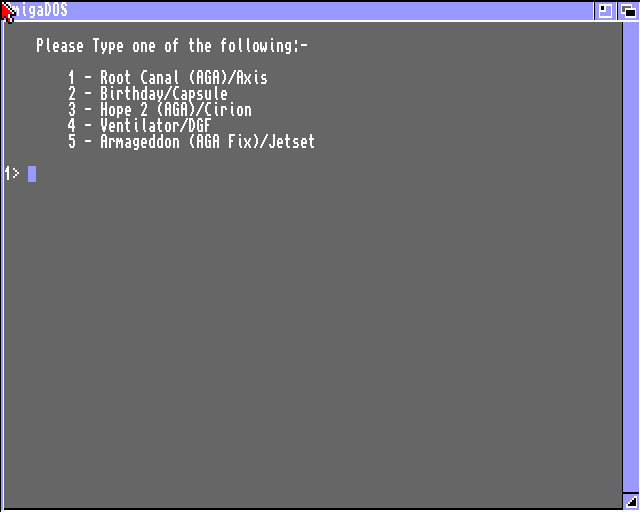 AmigaDOS
Please Type one of the following:-
1 - Root Canal (AGA)/Axis
2 - Birthday/Capsule
3 - Hope 2 (AGA)/Cirion
4 - Ventilator/DGF
5 - Armageddon (AGA Fix)/Jetset
1>